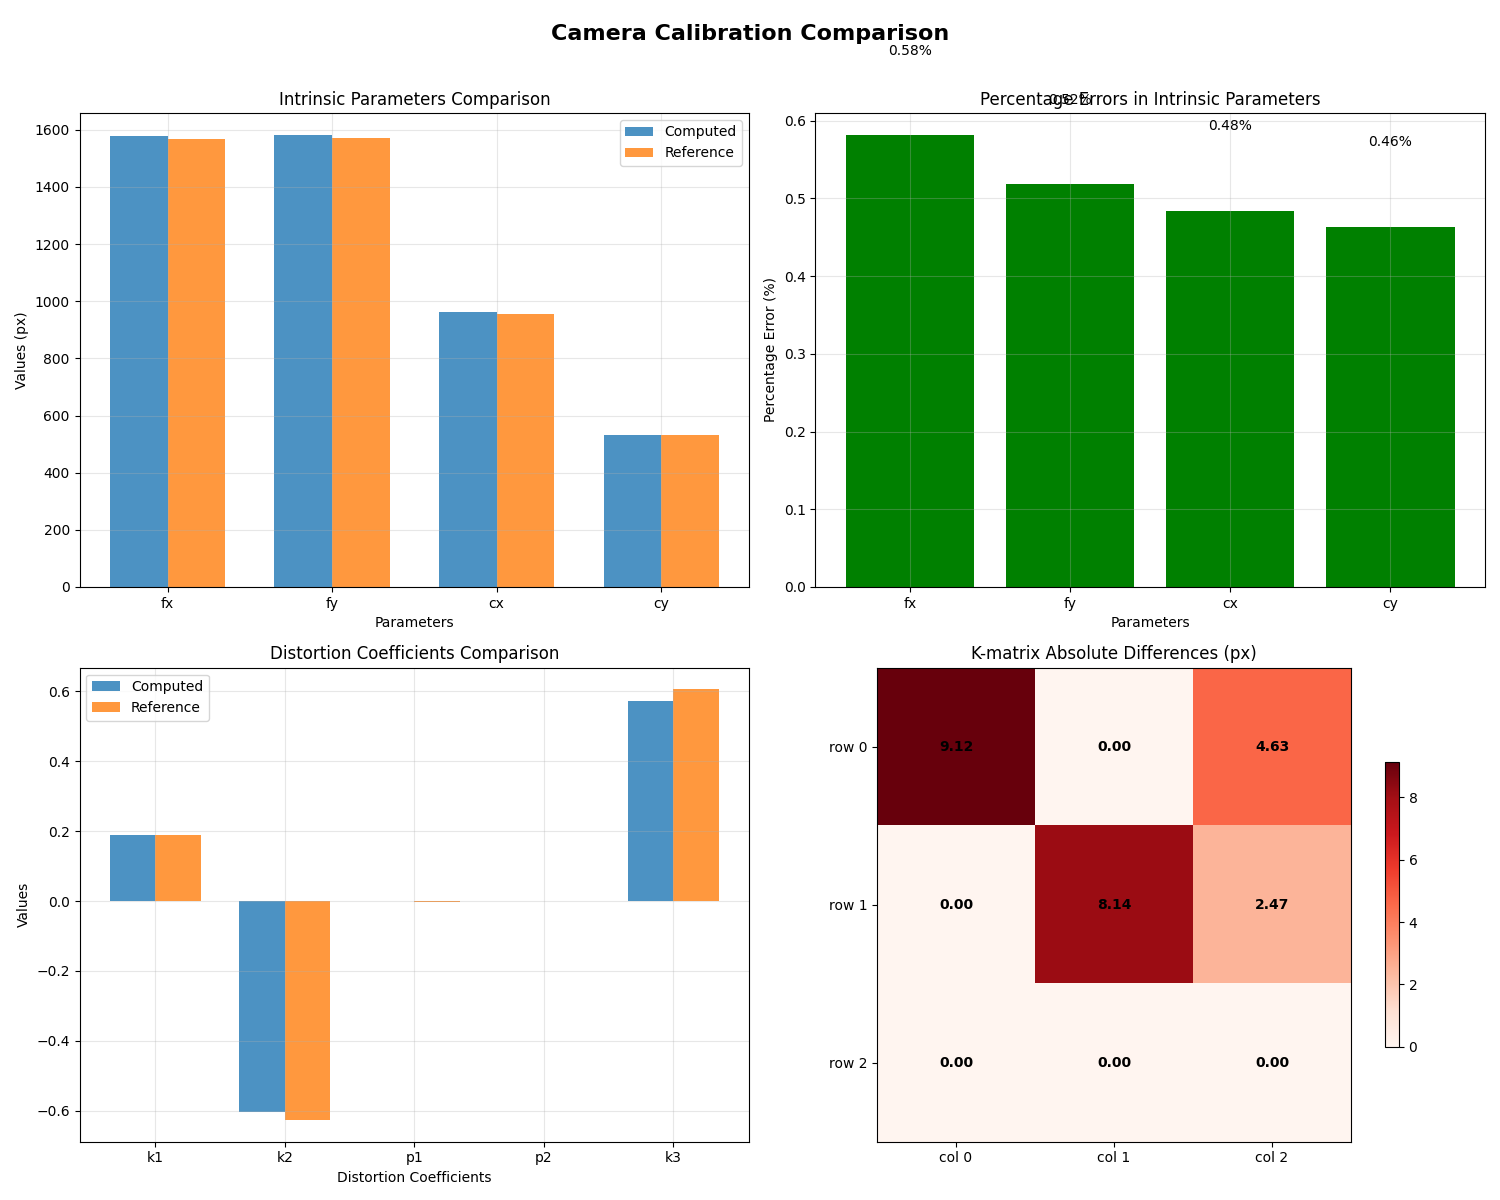 Camera Calibration Comparison
Intrinsic Parameters Comparison
Values (px)
1600
1400
1200
1000
800
600
400
200
0
Computed
Reference
fx fy cx cy
Parameters
Percentage Errors in Intrinsic Parameters
Percentage Error (%)
0.58%
0.52%
0.48%
0.46%
0.6
0.5
0.4
0.3
0.2
0.1
0.0
fx fy cx cy
Parameters
Distortion Coefficients Comparison
Values
Computed
Reference
0.6
0.4
0.2
0.0
−0.2
−0.4
−0.6
k1 k2 p1 p2 k3
Distortion Coefficients
K-matrix Absolute Differences (px)
row 0 9.12 0.00 4.63
row 1 0.00 8.14 2.47
row 2 0.00 0.00 0.00
col 0 col 1 col 2
8
6
4
2
0